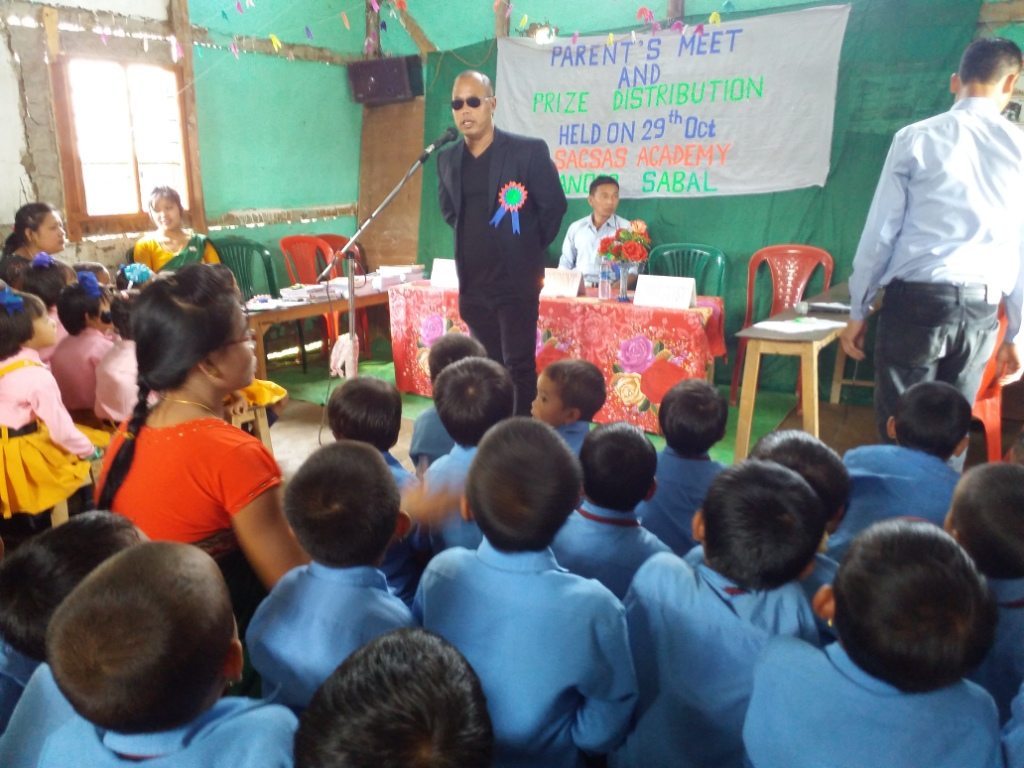 PARENT'S MEET
AND
PRIZE DISTRIBUTION
HELD ON 29th Oct
SACSAS ACADEMY
SABAL